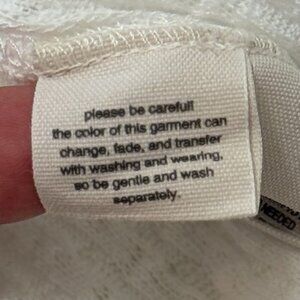 please be careful!
the color of this garment can
change, fade, and transfer
with washing and wearing,
so be gentle and wash
separately.
NEEDED